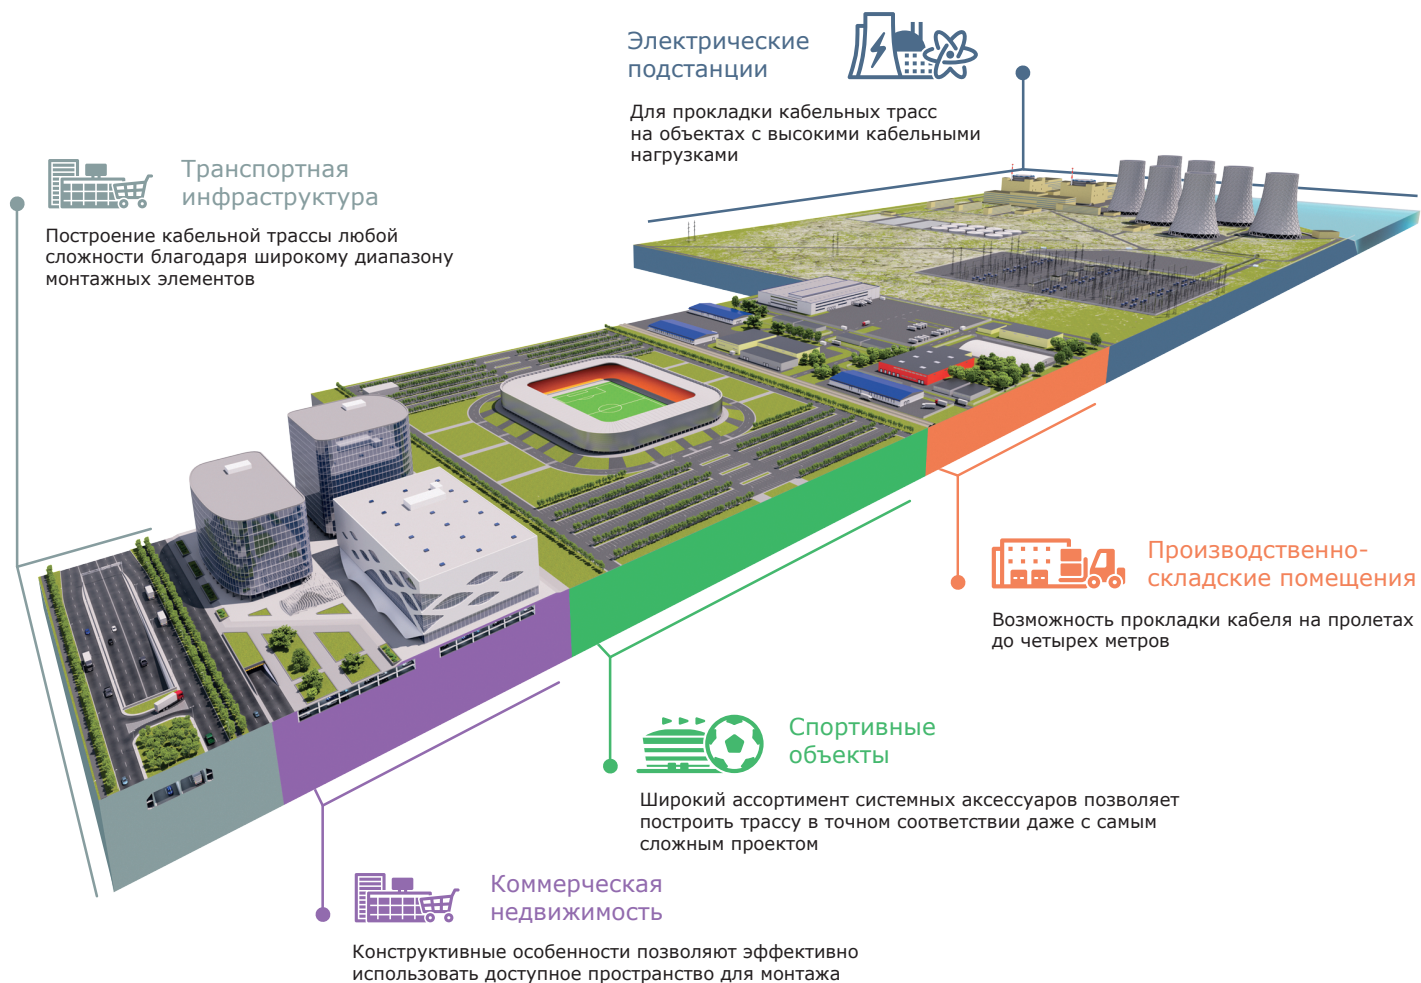 Электрические
подстанции
Для прокладки кабельных трасс
на объектах с высокими кабельными
нагрузками
Транспортная
инфраструктура
Построение кабельной трассы любой
сложности благодаря широкому диапазону
монтажных элементов
Производственно-
складские помещения
Возможность прокладки кабеля на пролетах
до четырех метров
Спортивные
объекты
Широкий ассортимент системных аксессуаров позволяет
построить трассу в точном соответствии даже с самым
сложным проектом
Коммерческая
недвижимость
Конструктивные особенности позволяют эффективно
использовать доступное пространство для монтажа